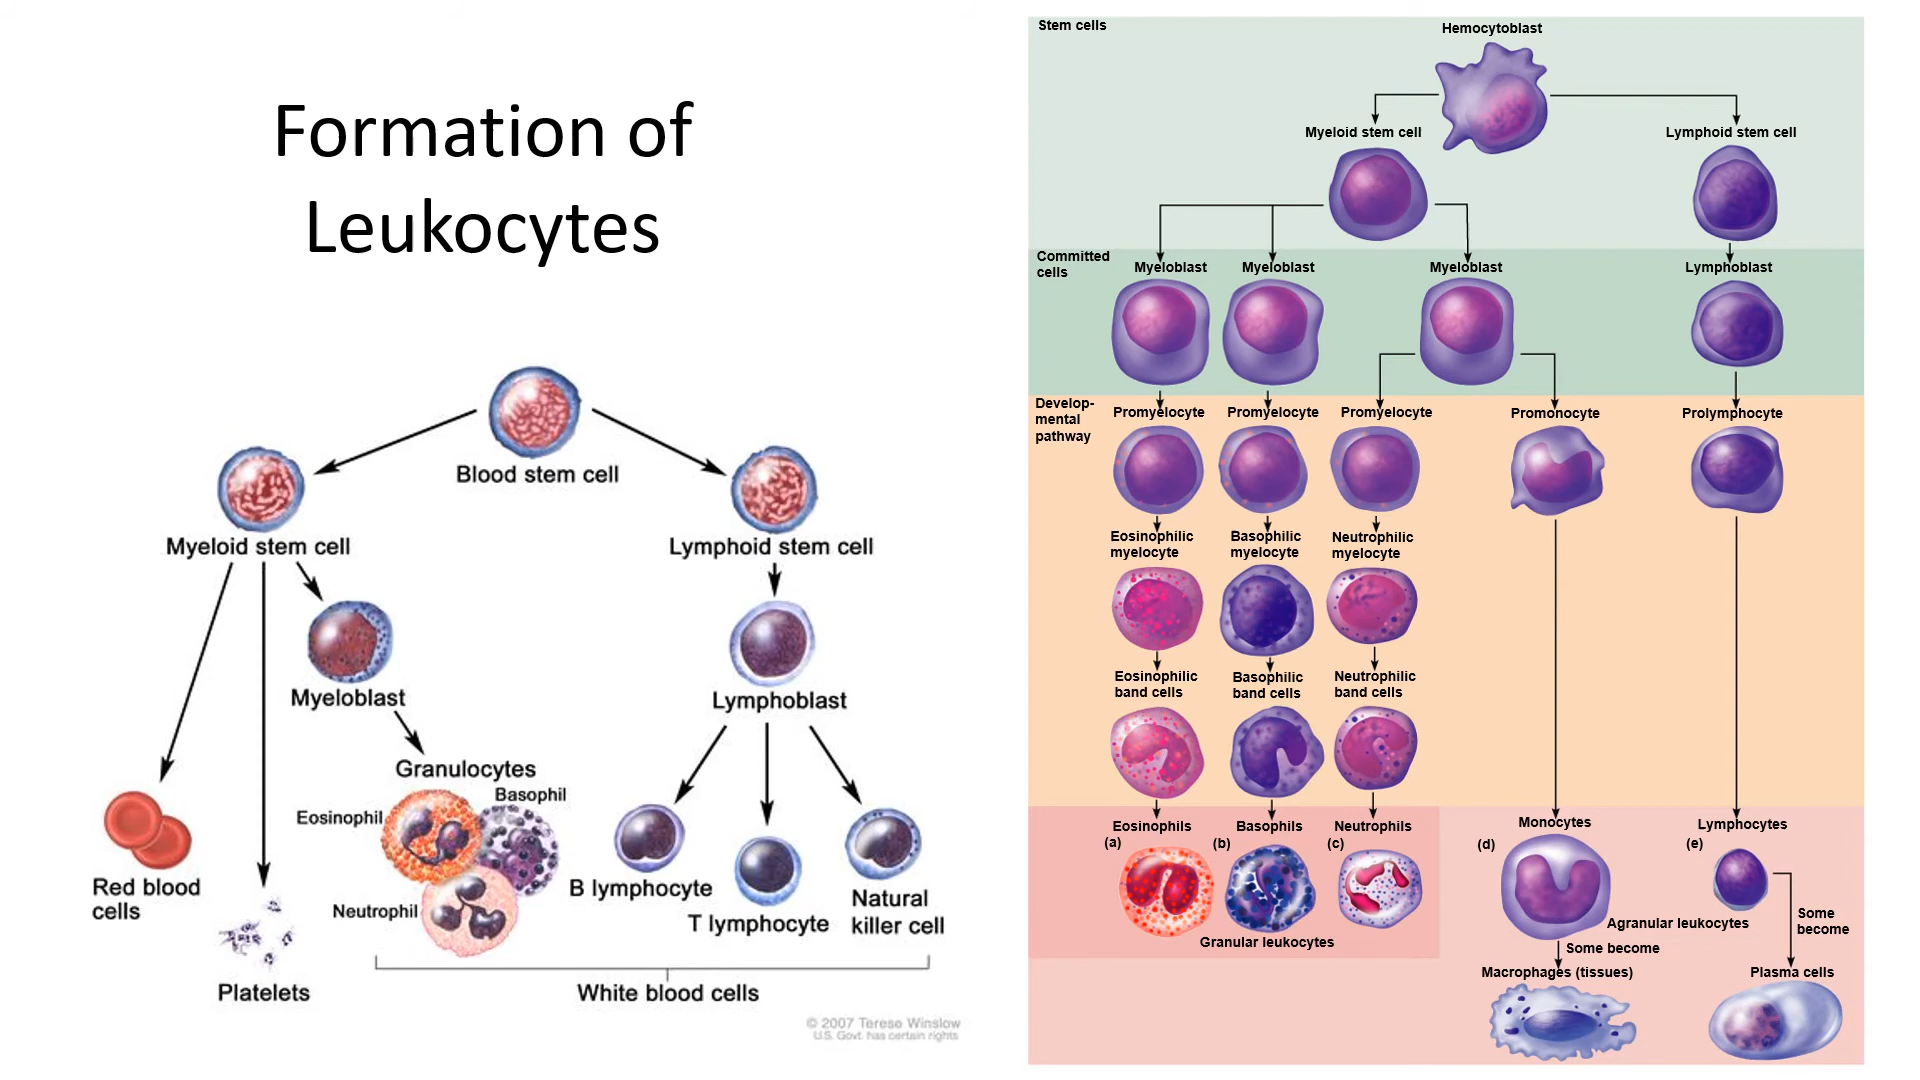 Formation of
Leukocytes
Blood stem cell
Myeloid stem cell
Lymphoid stem cell
Myeloblast
Lymphoblast
Granulocytes
Basophil
Eosinophil
Neutrophil
Red blood
cells
Platelets
B lymphocyte
T lymphocyte
Natural
killer cell
White blood cells
© 2007 Terese Winslow
U.S. Govt. has certain rights
Stem cells
Hemocytoblast
Myeloid stem cell
Lymphoid stem cell
Committed
cells
Myeloblast
Myeloblast
Myeloblast
Lymphoblast
Develop-
mental
pathway
Promyelocyte
Promyelocyte
Promyelocyte
Promonocyte
Prolymphocyte
Eosinophilic
myelocyte
Basophilic
myelocyte
Neutrophilic
myelocyte
Eosinophilic
band cells
Basophilic
band cells
Neutrophilic
band cells
Eosinophils
(a)
Basophils
(b)
Neutrophils
(c)
Monocytes
(d)
Lymphocytes
(e)
Granular leukocytes
Agranular leukocytes
Some become
Some
become
Macrophages (tissues)
Plasma cells